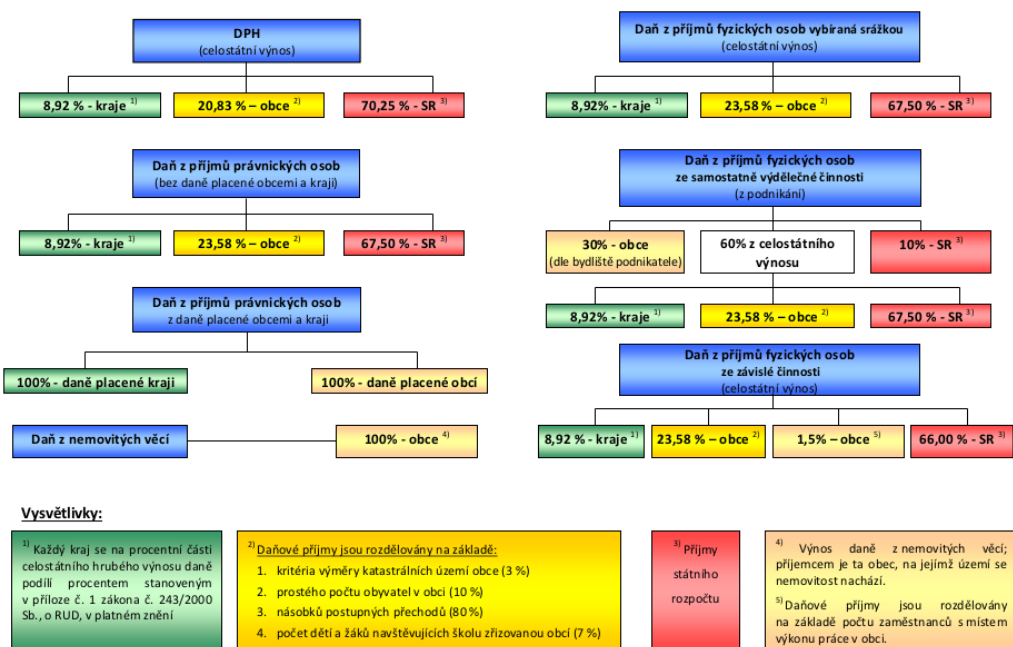 DPH
(celostátní výnos)
8,92 % - kraje 1)
20,83 % – obce 2)
70,25 % - SR 3)
Daň z příjmů právnických osob
(bez daně placené obcemi a kraji)
8,92% - kraje 1)
23,58 % – obce 2)
67,50 % - SR 3)
Daň z příjmů právnických osob
z daně placené obcemi a kraji
100% - daně placené kraji
100% - daně placené obcí
Daň z nemovitých věcí
100% - obce 4)
Daň z příjmů fyzických osob vybíraná srážkou
(celostátní výnos)
8,92% - kraje 1)
23,58 % – obce 2)
67,50 % - SR 3)
Daň z příjmů fyzických osob
ze samostatně výdělečné činnosti
(z podnikání)
30% - obce
(dle bydliště podnikatele)
60% z celostátního
výnosu
10% - SR 3)
8,92% - kraje 1)
23,58 % – obce 2)
67,50 % - SR 3)
Daň z příjmů fyzických osob
ze závislé činnosti
(celostátní výnos)
8,92 % - kraje 1)
23,58 % – obce 2)
1,5% – obce 5)
66,00 % - SR 3)
Vysvětlivky:
1) Každý kraj se na procentní části
celostátního hrubého výnosu daně
podílí procentem stanoveným
v příloze č. 1 zákona č. 243/2000
Sb., o RUD, v platném znění
2) Daňové příjmy jsou rozdělovány na základě:
1. kritéria výměry katastrálních území obce (3 %)
2. prostého počtu obyvatel v obci (10 %)
3. násobků postupných přechodů (80 %)
4. počet dětí a žáků navštěvujících školu zřizovanou obcí (7 %)
3) Příjmy
státního
rozpočtu
4) Výnos daně z nemovitých věcí;
příjemcem je ta obec, na jejímž území se
nemovitost nachází.
5) Daňové příjmy jsou rozdělovány
na základě počtu zaměstnanců s místem
výkonu práce v obci.